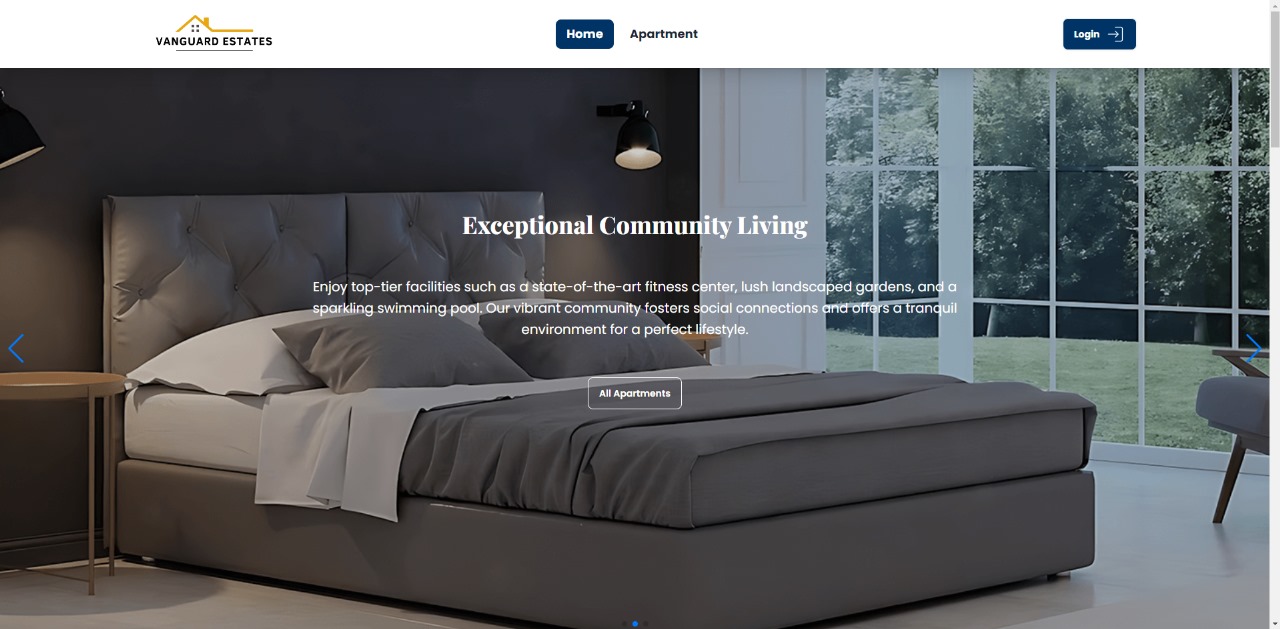 VANGUARD ESTATES
Home
Apartment
Login
Exceptional Community Living
Enjoy top-tier facilities such as a state-of-the-art fitness center, lush landscaped gardens, and a
sparkling swimming pool. Our vibrant community fosters social connections and offers a tranquil
environment for a perfect lifestyle.
All Apartments